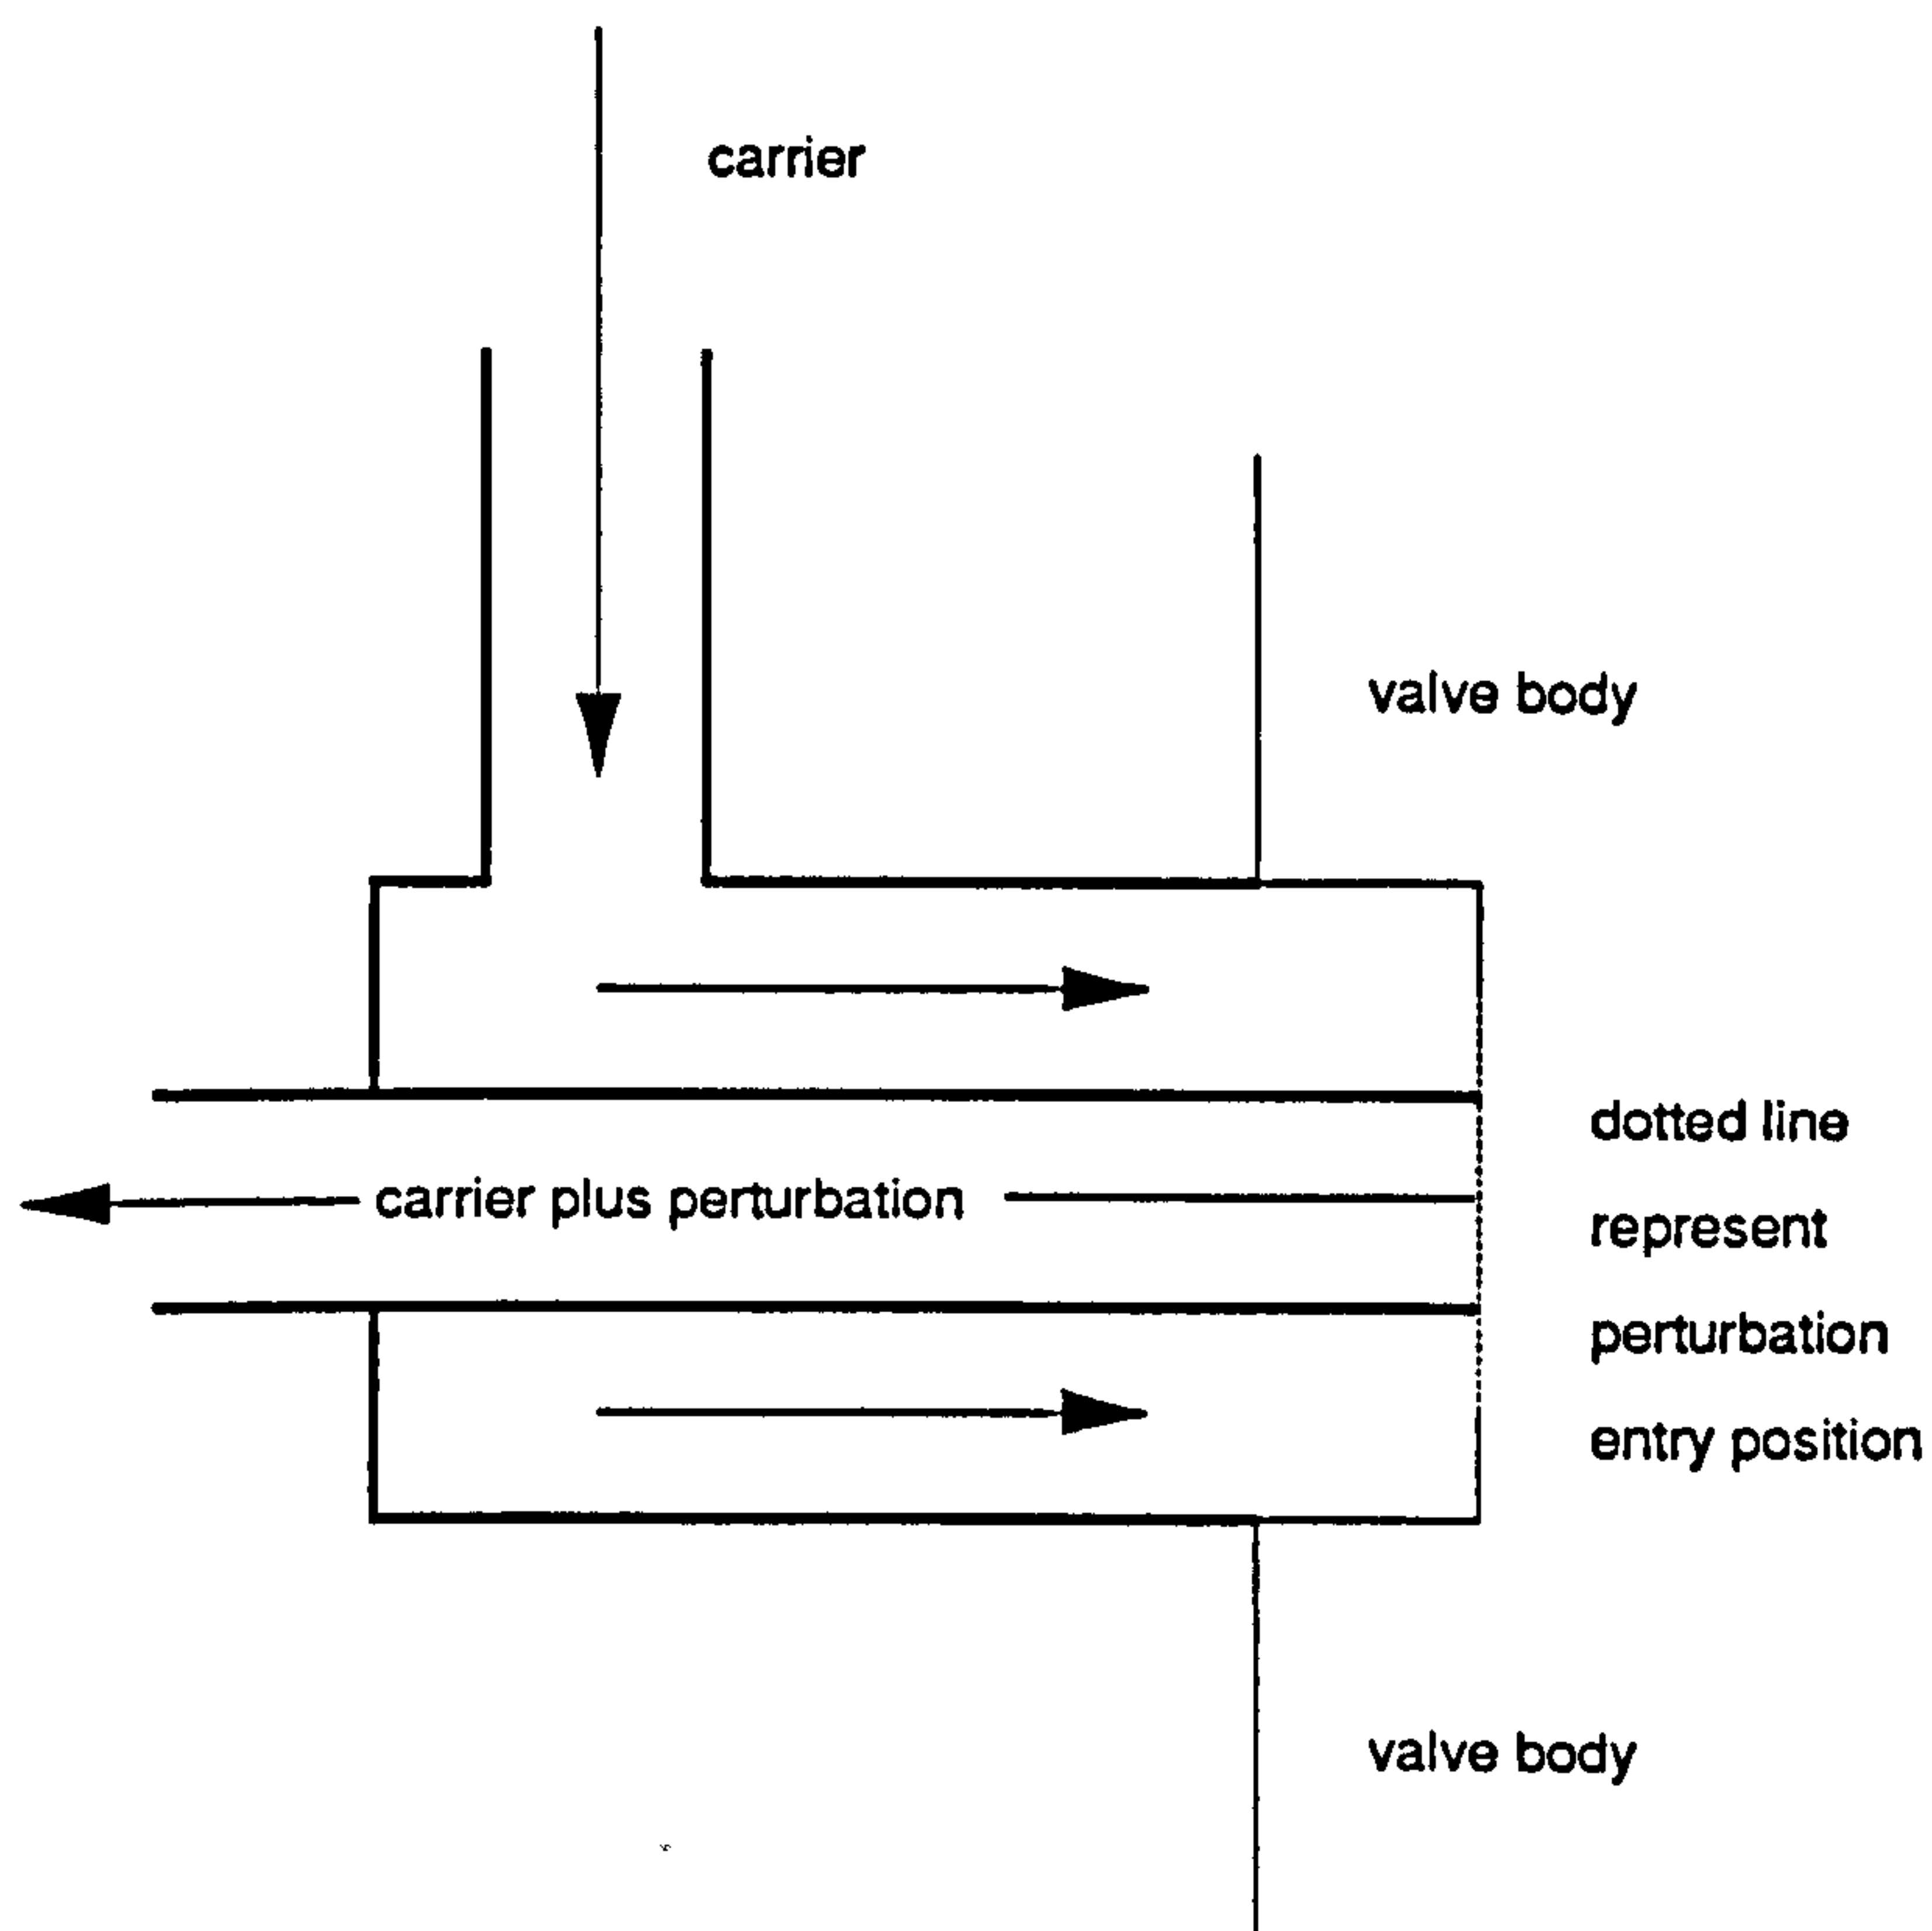 carrier
valve body
dotted line
carrier plus perturbation
represent
perturbation
entry position
valve body